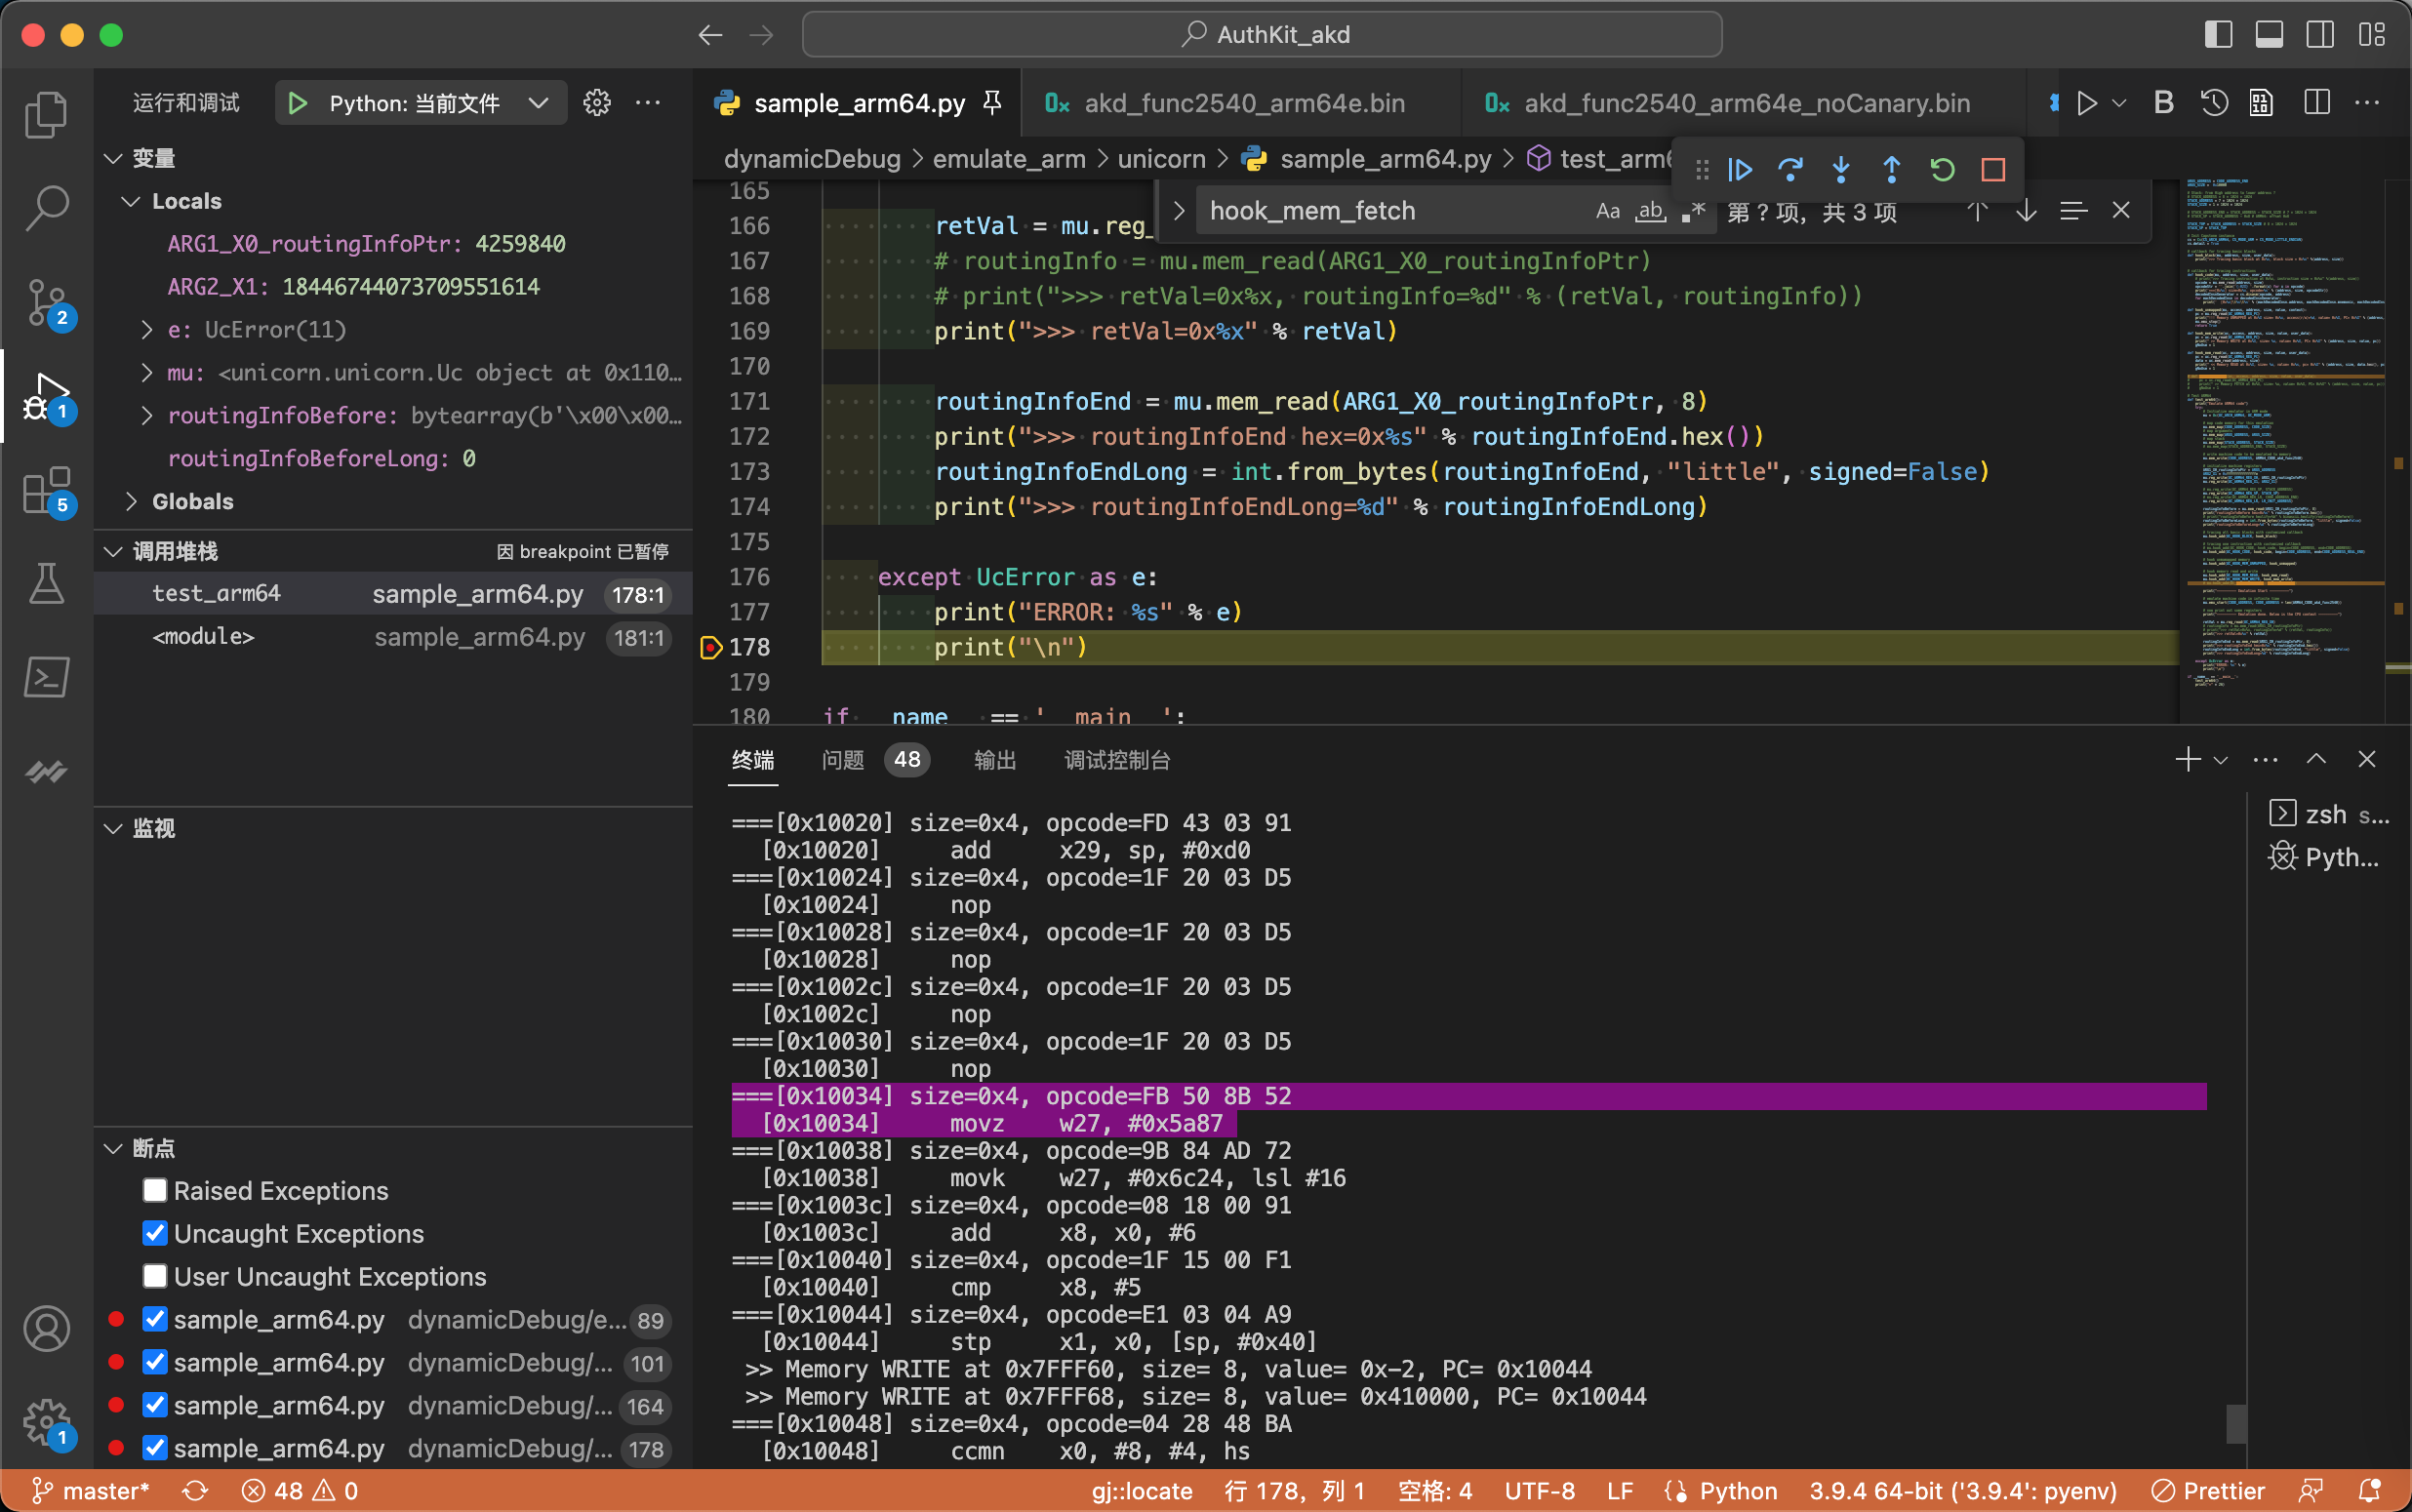 AuthKit_akd
运行和调试
Python: 当前文件
sample_arm64.py
akd_func2540_arm64e.bin
akd_func2540_arm64e_noCanary.bin
dynamicDebug > emulate_arm > unicorn > sample_arm64.py >
hook_mem_fetch
Aa
ab
第 ? 项, 共 3 项
变量
Locals
ARG1_X0_routingInfoPtr: 4259840
ARG2_X1: 18446744073709551614
e: UcError(11)
mu: <unicorn.unicorn.Uc object at 0x110…
routingInfoBefore: bytearray(b'\x00\x00…
routingInfoBeforeLong: 0
Globals
调用堆栈
因 breakpoint 已暂停
test_arm64 sample_arm64.py 178:1
<module> sample_arm64.py 181:1
监视
断点
Raised Exceptions
Uncaught Exceptions
User Uncaught Exceptions
sample_arm64.py dynamicDebug/e… 89
sample_arm64.py dynamicDebug/… 101
sample_arm64.py dynamicDebug/… 164
sample_arm64.py dynamicDebug/… 178
2
1
5
1
165
166 retVal = mu.reg_
167 # routingInfo = mu.mem_read(ARG1_X0_routingInfoPtr)
168 # print(">>> retVal=0x%x, routingInfo=%d" % (retVal, routingInfo))
169 print(">>> retVal=0x%x" % retVal)
170
171 routingInfoEnd = mu.mem_read(ARG1_X0_routingInfoPtr, 8)
172 print(">>> routingInfoEnd hex=0x%s" % routingInfoEnd.hex())
173 routingInfoEndLong = int.from_bytes(routingInfoEnd, "little", signed=False)
174 print(">>> routingInfoEndLong=%d" % routingInfoEndLong)
175
176 except UcError as e:
177 print("ERROR: %s" % e)
178 print("\n")
179
180 if __name__ == '__main__':
终端
问题 48
输出
调试控制台
===[0x10020] size=0x4, opcode=FD 43 03 91
[0x10020] add x29, sp, #0xd0
===[0x10024] size=0x4, opcode=1F 20 03 D5
[0x10024] nop
===[0x10028] size=0x4, opcode=1F 20 03 D5
[0x10028] nop
===[0x1002c] size=0x4, opcode=1F 20 03 D5
[0x1002c] nop
===[0x10030] size=0x4, opcode=1F 20 03 D5
[0x10030] nop
===[0x10034] size=0x4, opcode=FB 50 8B 52
[0x10034] movz w27, #0x5a87
===[0x10038] size=0x4, opcode=9B 84 AD 72
[0x10038] movk w27, #0x6c24, lsl #16
===[0x1003c] size=0x4, opcode=08 18 00 91
[0x1003c] add x8, x0, #6
===[0x10040] size=0x4, opcode=1F 15 00 F1
[0x10040] cmp x8, #5
===[0x10044] size=0x4, opcode=E1 03 04 A9
[0x10044] stp x1, x0, [sp, #0x40]
>> Memory WRITE at 0x7FFF60, size= 8, value= 0x-2, PC= 0x10044
>> Memory WRITE at 0x7FFF68, size= 8, value= 0x410000, PC= 0x10044
===[0x10048] size=0x4, opcode=04 28 48 BA
[0x10048] ccmn x0, #8, #4, hs
zsh s…
Pyth…
master*
48 0
gj::locate
行 178, 列 1
空格: 4
UTF-8
LF
Python
3.9.4 64-bit ('3.9.4': pyenv)
Prettier